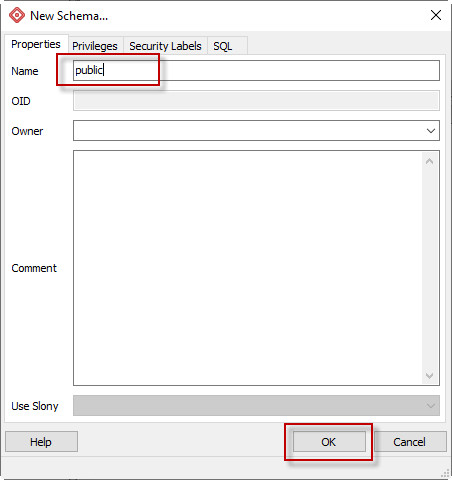 New Schema...
Properties Privileges Security Labels SQL
Name public
OID
Owner
Comment
Use Slony
Help OK Cancel